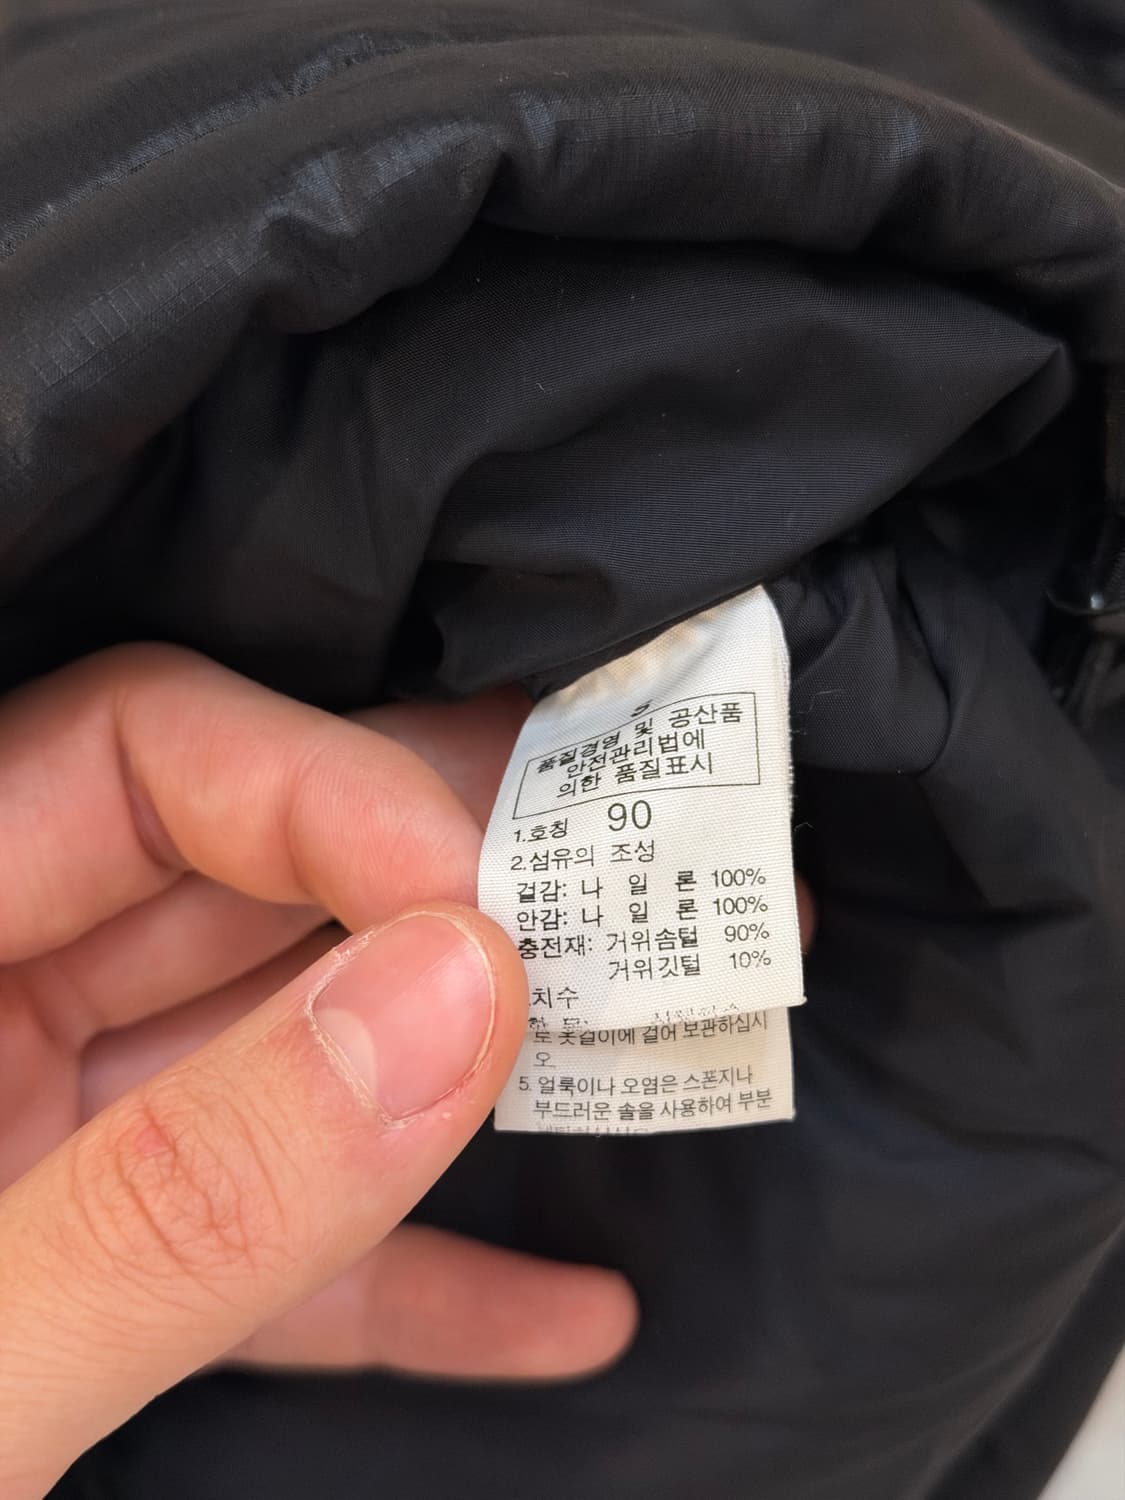 품질경영 및 공산품
안전관리법에
의한 품질표시
1.호칭 90
2.섬유의 조성
겉감: 나 일 론 100%
안감: 나 일 론 100%
충전재: 거위솜털 90%
거위깃털 10%
.치수
로 옷걸이에 걸어 보관하십시
오
5. 얼룩이나 오염은 스폰지나
부드러운 솔을 사용하여 부분